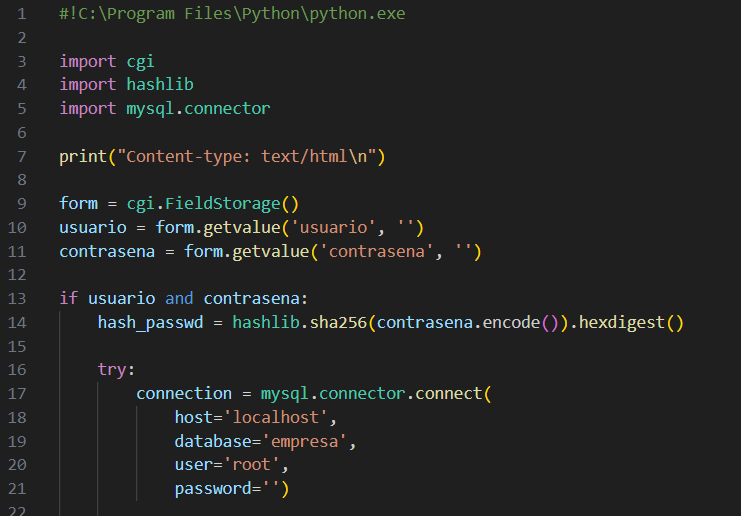 1 #!C:\Program Files\Python\python.exe
2
3 import cgi
4 import hashlib
5 import mysql.connector
6
7 print("Content-type: text/html\n")
8
9 form = cgi.FieldStorage()
10 usuario = form.getvalue('usuario', '')
11 contrasena = form.getvalue('contrasena', '')
12
13 if usuario and contrasena:
14 hash_passwd = hashlib.sha256(contrasena.encode()).hexdigest()
15
16 try:
17 connection = mysql.connector.connect(
18 host='localhost',
19 database='empresa',
20 user='root',
21 password='')
22